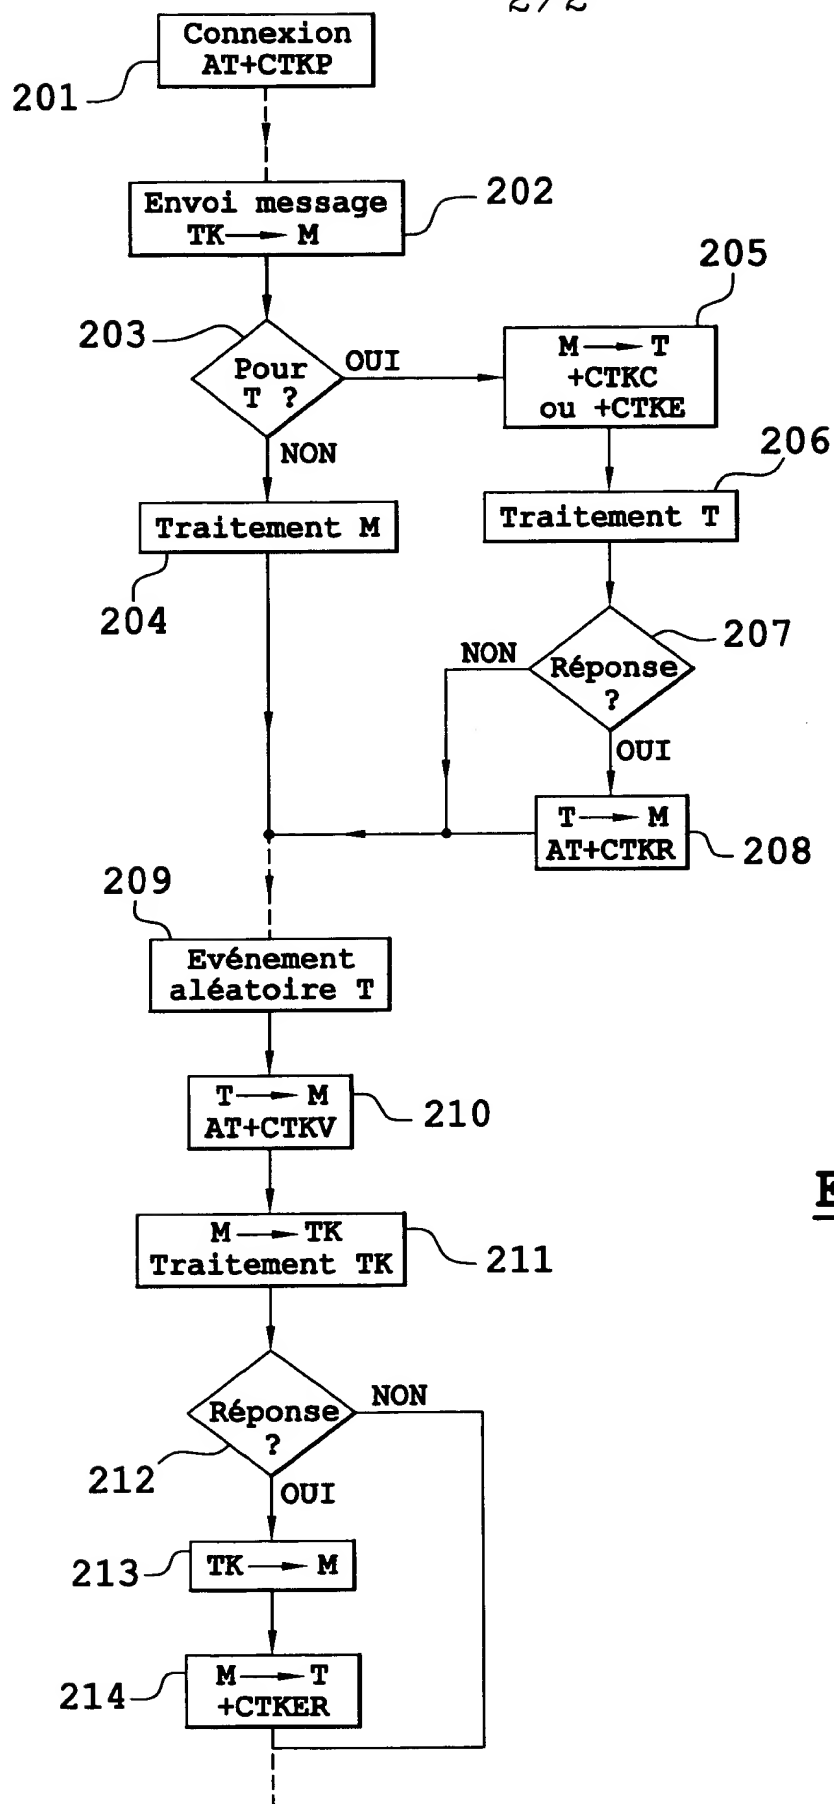 2/2
Connexion
AT+CTKP
201
Envoi message
TK → M
202
203
Pour
T ?
OUI
NON
205
M → T
+CTKC
ou +CTKE
206
Traitement M
204
Traitement T
207
Réponse
?
NON
OUI
T → M
AT+CTKR
208
209
Evénement
aléatoire T
T → M
AT+CTKV
210
M → TK
Traitement TK
211
Réponse
?
NON
212
OUI
TK → M
213
M → T
+CTKER
214